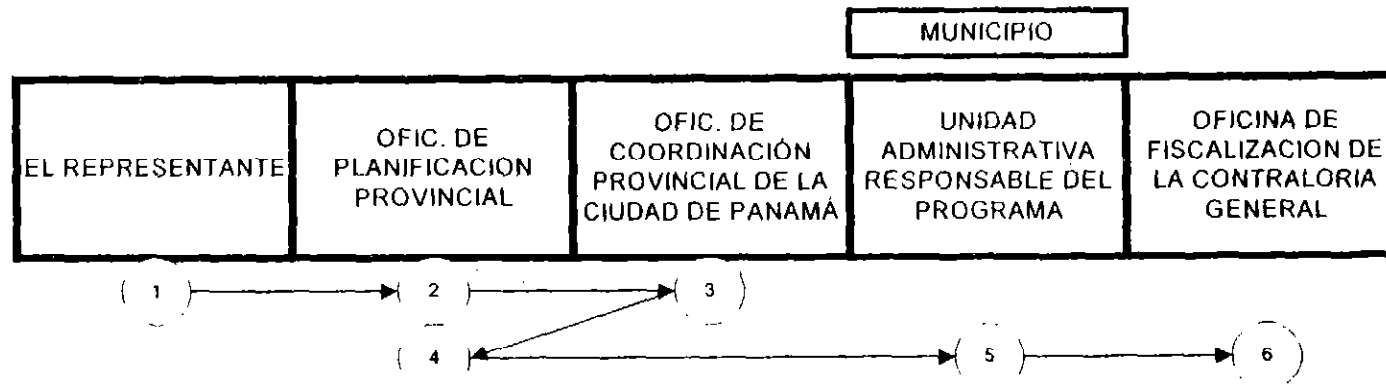 MUNICIPIO
EL REPRESENTANTE
OFIC. DE
PLANIFICACION
PROVINCIAL
OFIC. DE
COORDINACIÓN
PROVINCIAL DE LA
CIUDAD DE PANAMÁ
UNIDAD
ADMINISTRATIVA
RESPONSABLE DEL
PROGRAMA
OFICINA DE
FISCALIZACION DE
LA CONTRALORIA
GENERAL
1
2
3
4
5
6